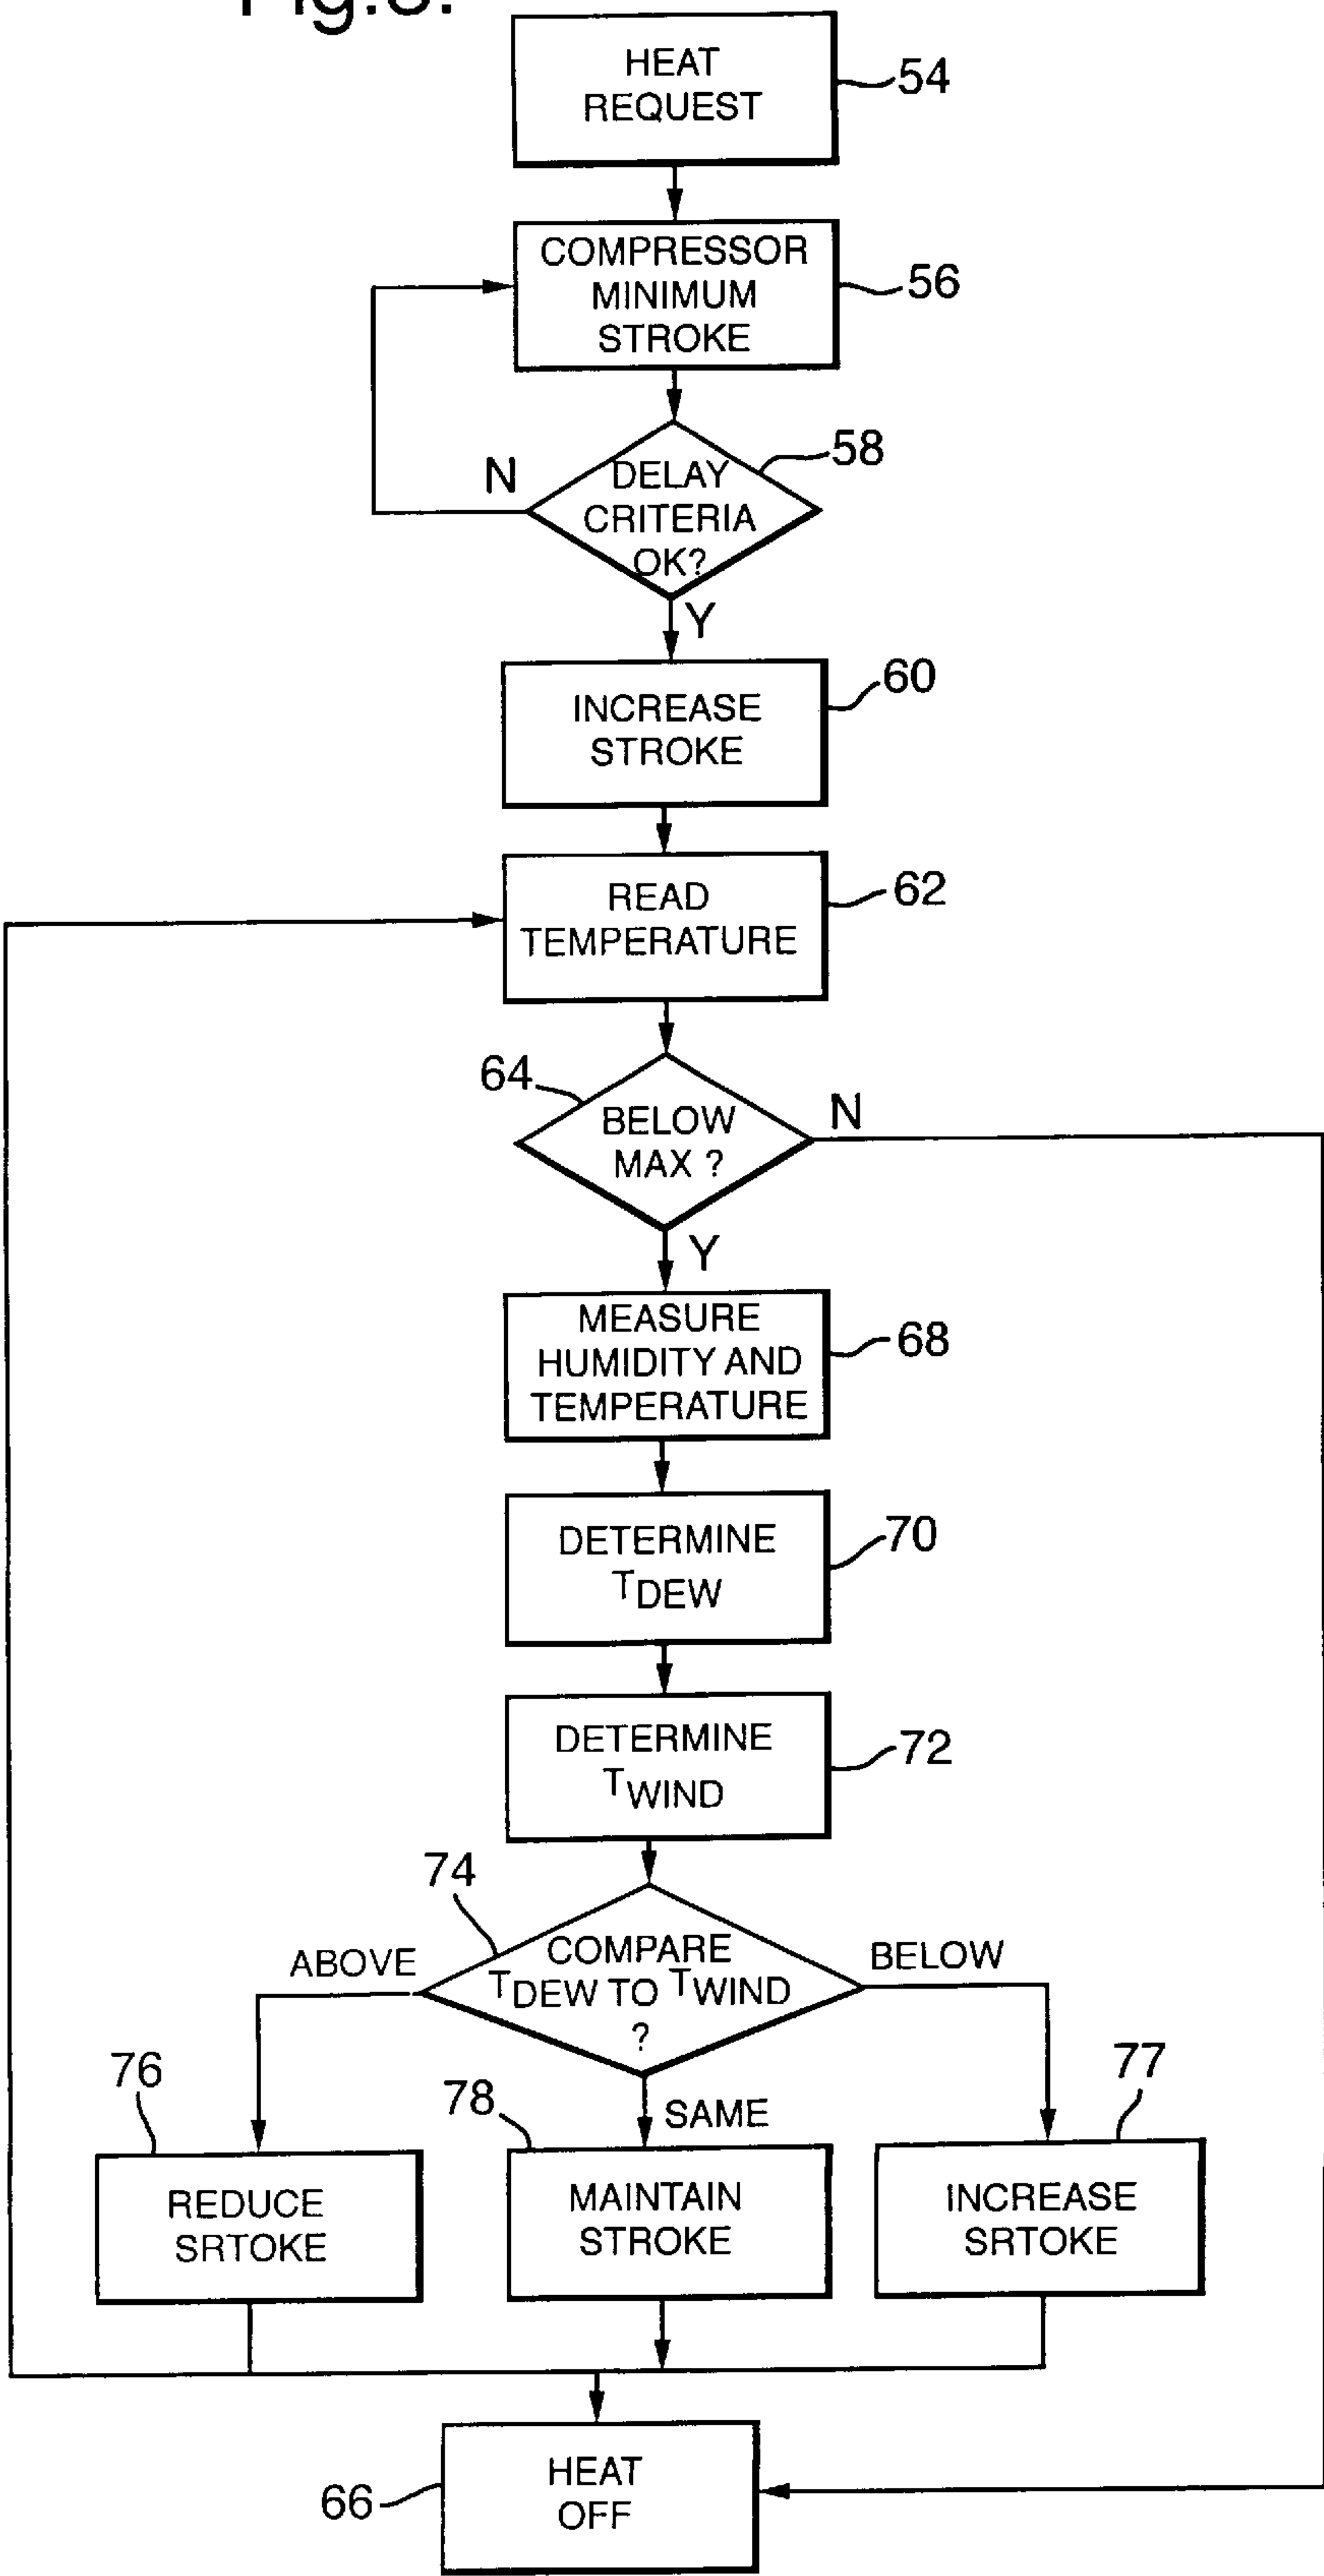 HEAT
REQUEST
54
COMPRESSOR
MINIMUM
STROKE
56
N
DELAY
CRITERIA
OK?
58
Y
INCREASE
STROKE
60
READ
TEMPERATURE
62
64
BELOW
MAX ?
N
Y
MEASURE
HUMIDITY AND
TEMPERATURE
68
DETERMINE
TDEW
70
DETERMINE
TWIND
72
74
ABOVE
COMPARE
TDEW TO TWIND
?
BELOW
76
78
SAME
77
REDUCE
SRTOKE
MAINTAIN
STROKE
INCREASE
SRTOKE
66
HEAT
OFF